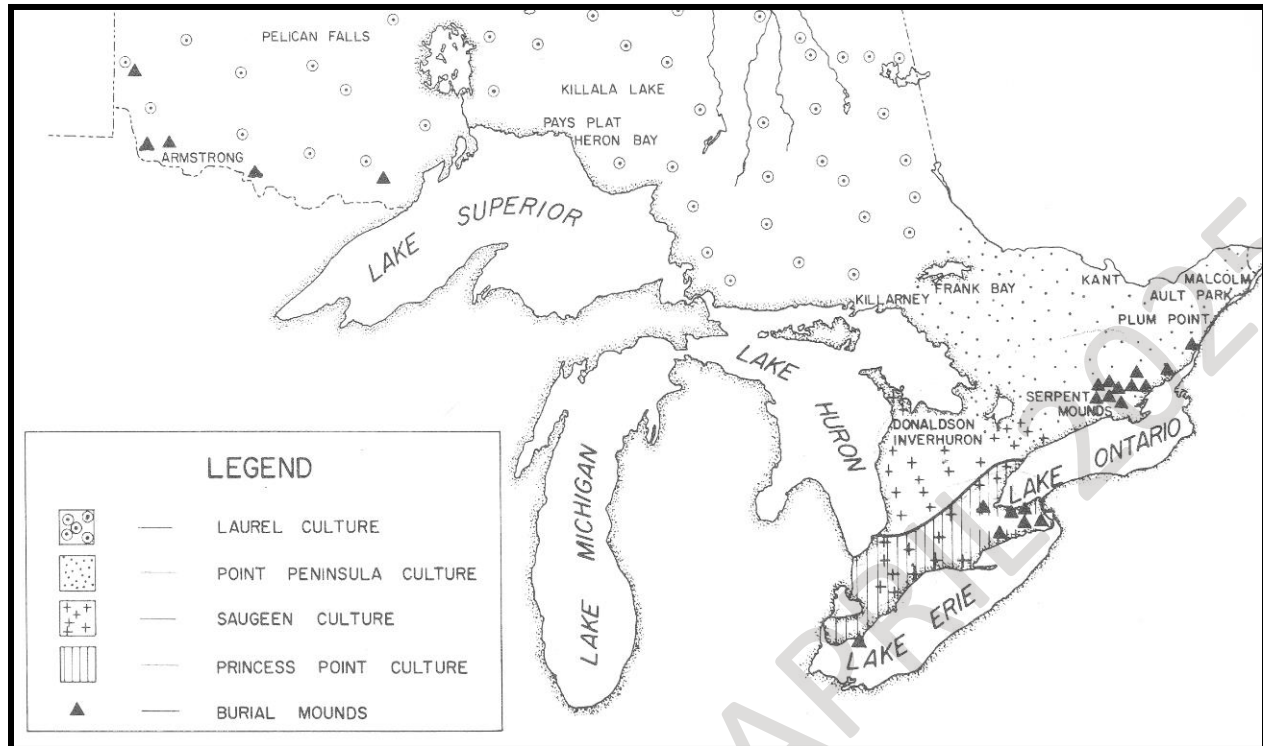 PELICAN FALLS
KILLALA LAKE
PAYS PLAT
HERON BAY
ARMSTRONG
LAKE SUPERIOR
KILLARNEY
FRANK BAY
KANT
MALCOLM
AULT PARK
PLUM POINT
LAKE HURON
SERPENT
MOUNDS
DONALDSON
INVERHURON
LAKE ONTARIO
LAKE MICHIGAN
LAKE ERIE
LEGEND
LAUREL CULTURE
POINT PENINSULA CULTURE
SAUGEEN CULTURE
PRINCESS POINT CULTURE
BURIAL MOUNDS
APRIL 2025